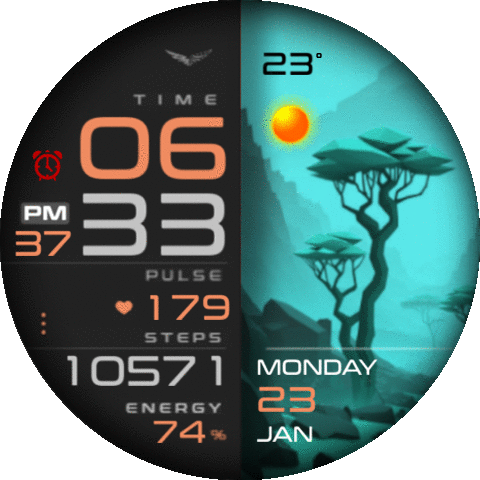 TIME
06
33
PM
37
PULSE
179
STEPS
10571
ENERGY
74%
23°
MONDAY
23
JAN